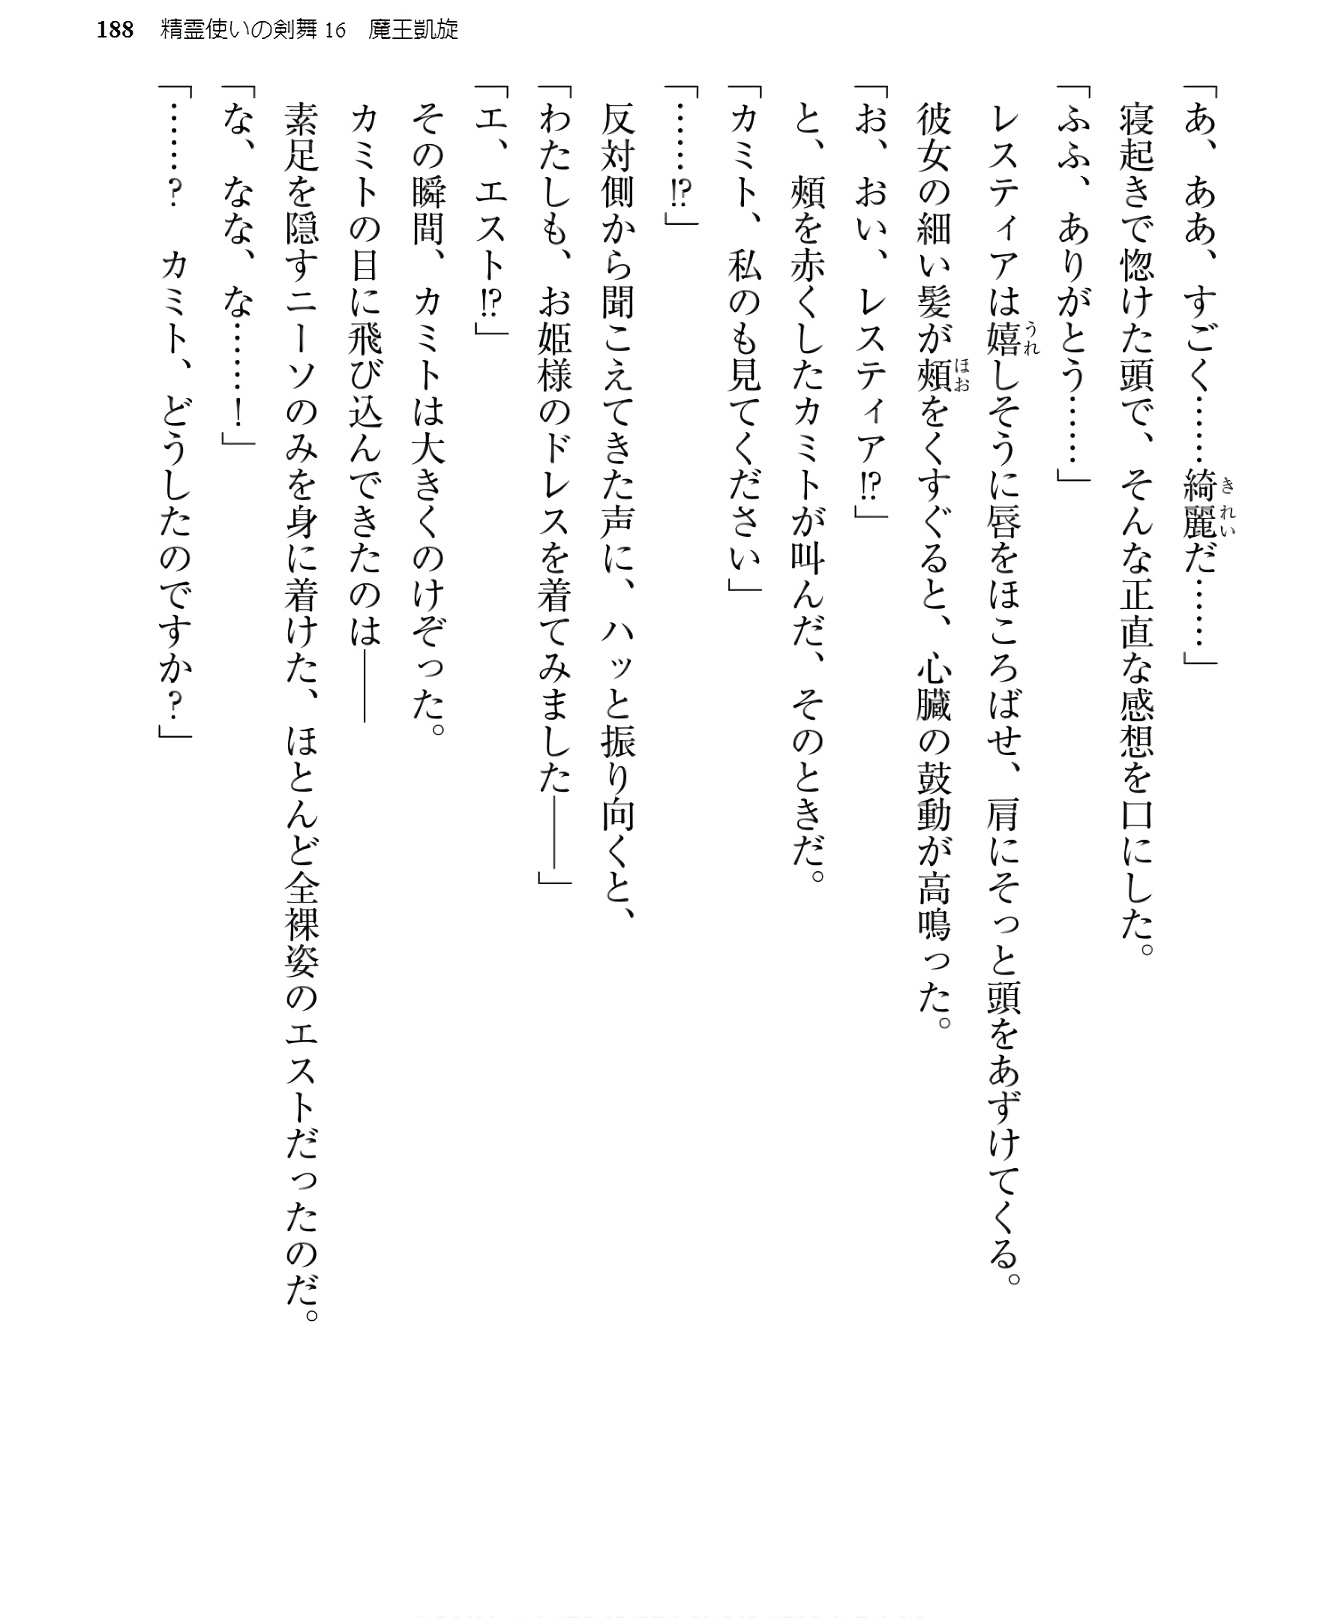 188 精霊使いの剣舞16 魔王凱旋
「あ、ああ、すごく……綺麗だ……」
寝起きで惚けた頭で、そんな正直な感想を口にした。
「ふふ、ありがとう……」
レスティアは嬉しそうに唇をほころばせ、肩にそっと頭をあずけてくる。
彼女の細い髪が頰をくすぐると、心臓の鼓動が高鳴った。
「お、おい、レスティア!?」
と、頰を赤くしたカミトが叫んだ、そのときだ。
「カミト、私のも見てください」
「……!?」
反対側から聞こえてきた声に、ハッと振り向くと、
「わたしも、お姫様のドレスを着てみました――」
「エ、エスト!?」
その瞬間、カミトは大きくのけぞった。
カミトの目に飛び込んできたのは――
素足を隠すニーソのみを身に着けた、ほとんど全裸姿のエストだったのだ。
「な、なな、な……！」
「……？　カミト、どうしたのですか？」